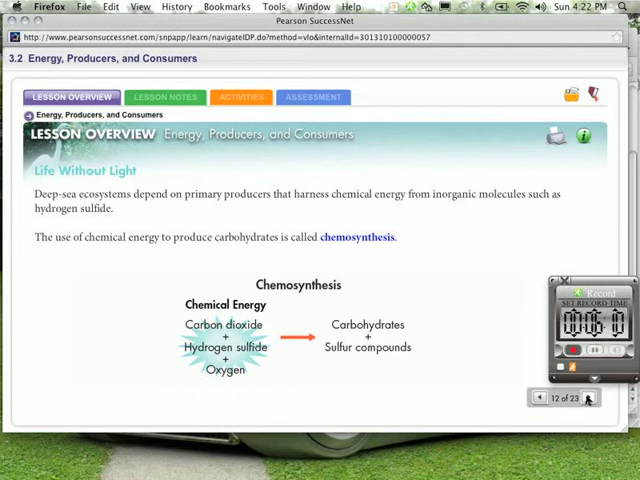 Firefox File Edit View History Bookmarks Tools Window Help Sun 4:22 PM
Pearson SuccessNet
http://www.pearsonsuccessnet.com/snpapp/learn/navigateIDP.do?method=vlo&internalId=301310100000057
3.2 Energy, Producers, and Consumers
LESSON OVERVIEW LESSON NOTES ACTIVITIES ASSESSMENT
Energy, Producers, and Consumers
LESSON OVERVIEW Energy, Producers, and Consumers
Life Without Light
Deep-sea ecosystems depend on primary producers that harness chemical energy from inorganic molecules such as
hydrogen sulfide.
The use of chemical energy to produce carbohydrates is called chemosynthesis.
Chemosynthesis
Chemical Energy
Carbon dioxide
+
Hydrogen sulfide
+
Oxygen
Carbohydrates
+
Sulfur compounds
Record
SET RECORD TIME
12 of 23